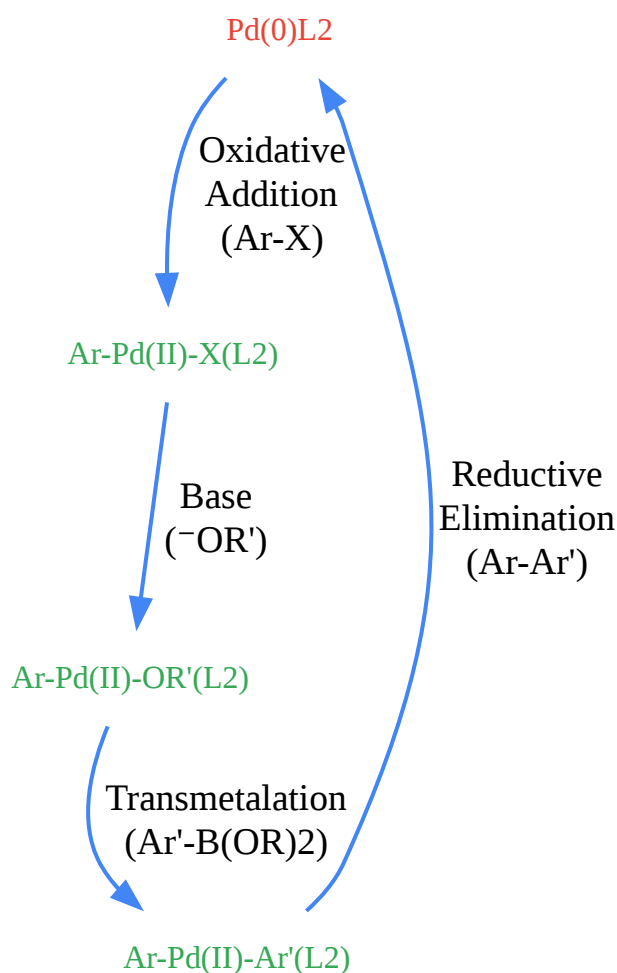 Pd(0)L2
Oxidative
Addition
(Ar-X)
Ar-Pd(II)-X(L2)
Base
(⁻OR')
Reductive
Elimination
(Ar-Ar')
Ar-Pd(II)-OR'(L2)
Transmetalation
(Ar'-B(OR)2)
Ar-Pd(II)-Ar'(L2)